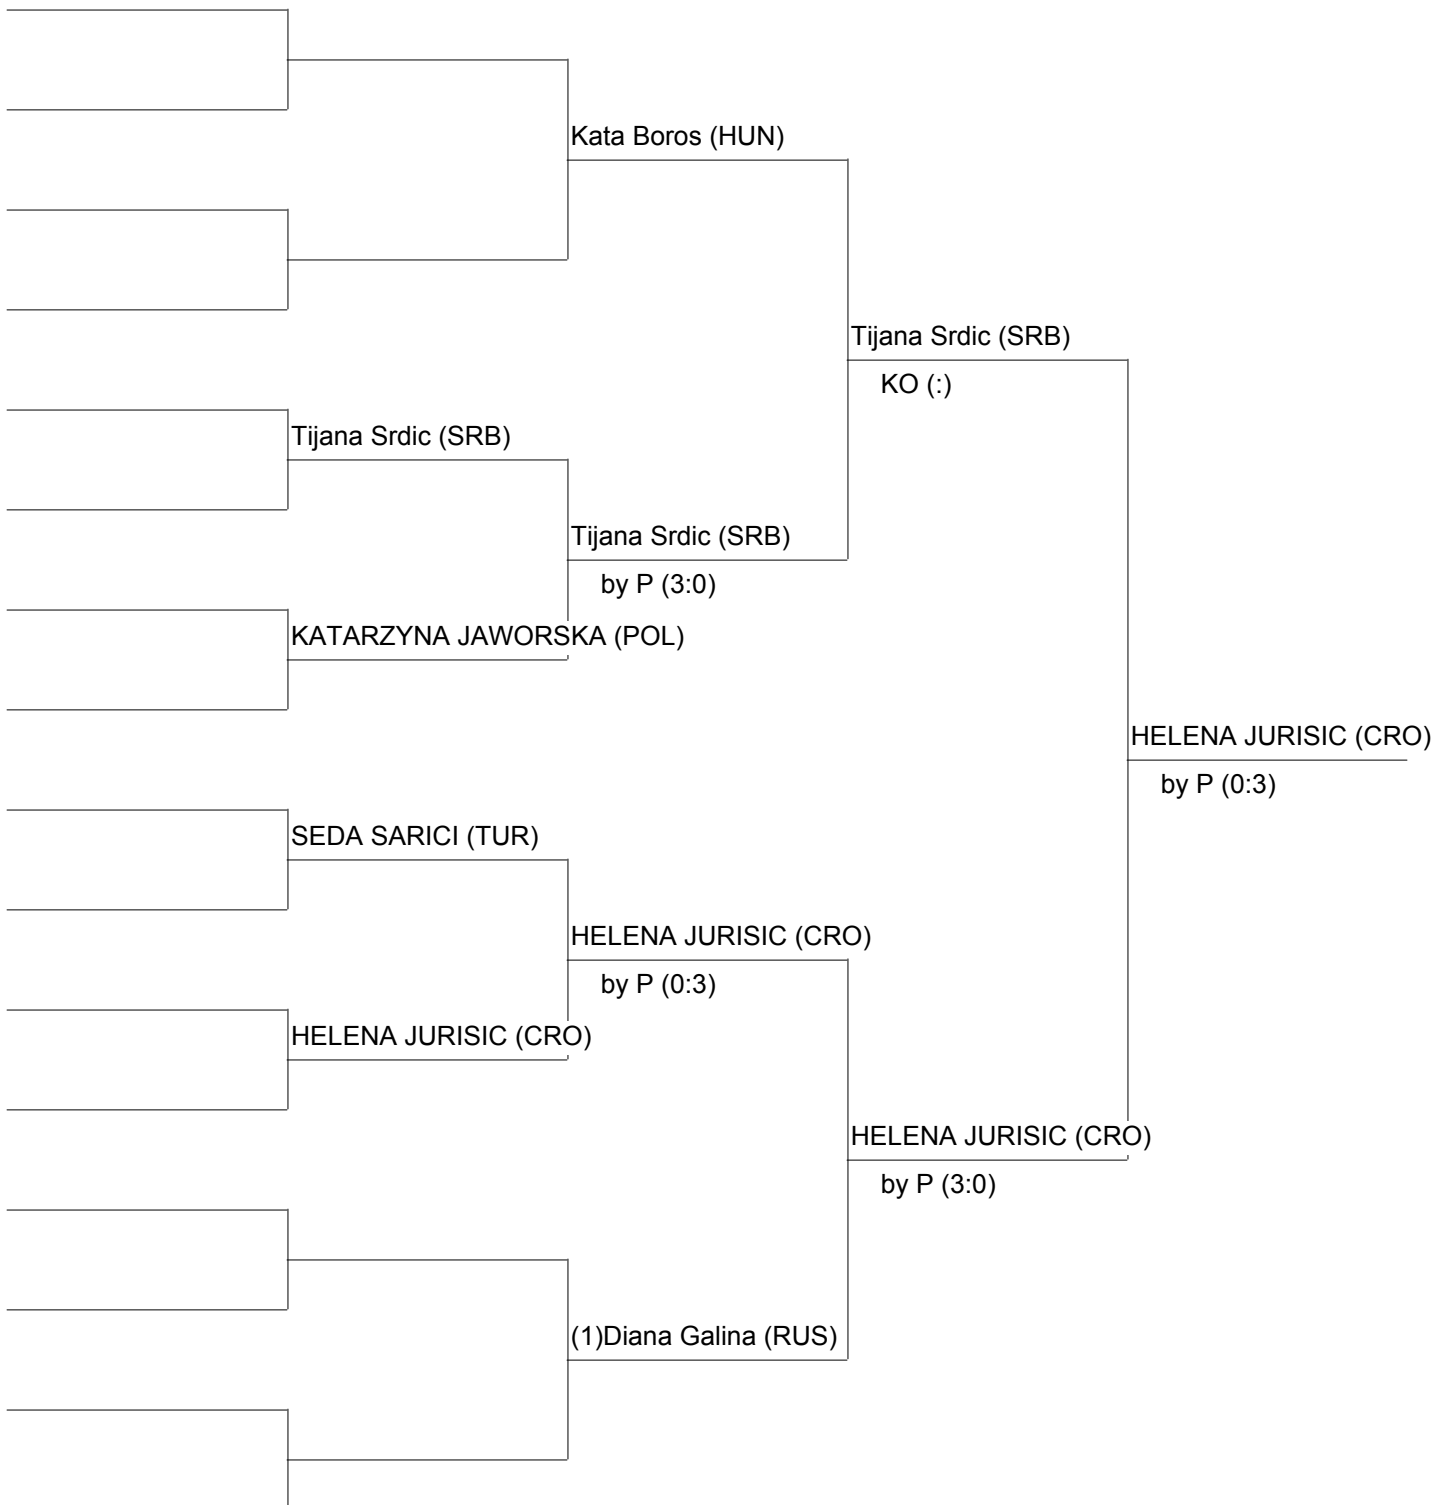 Kata Boros (HUN)
Tijana Srdic (SRB)
KO (:)
Tijana Srdic (SRB)
Tijana Srdic (SRB)
by P (3:0)
KATARZYNA JAWORSKA (POL)
HELENA JURISIC (CRO)
by P (0:3)
SEDA SARICI (TUR)
HELENA JURISIC (CRO)
by P (0:3)
HELENA JURISIC (CRO)
HELENA JURISIC (CRO)
by P (3:0)
(1)Diana Galina (RUS)